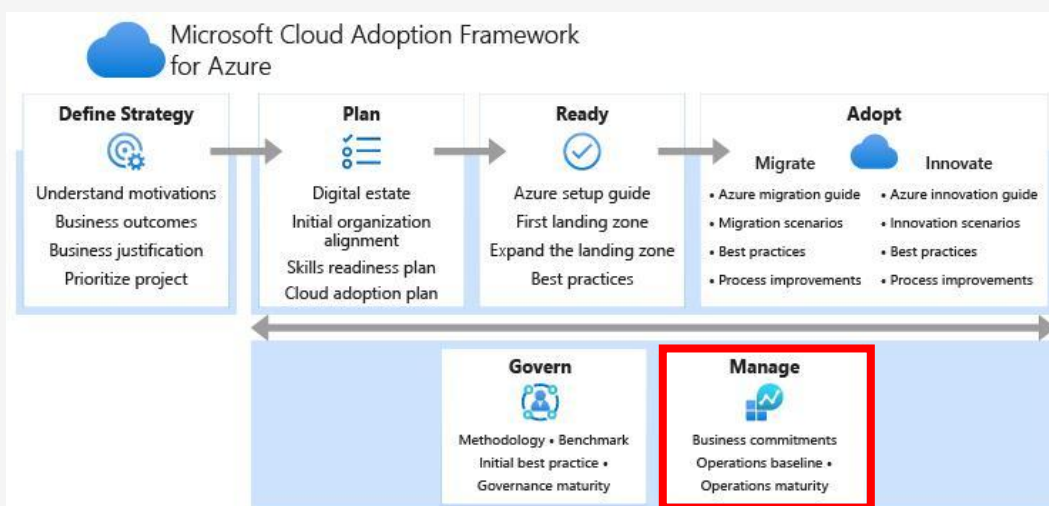 Microsoft Cloud Adoption Framework
for Azure
Define Strategy
Understand motivations
Business outcomes
Business justification
Prioritize project
Plan
Digital estate
Initial organization
alignment
Skills readiness plan
Cloud adoption plan
Ready
Azure setup guide
First landing zone
Expand the landing zone
Best practices
Adopt
Migrate
• Azure migration guide
• Migration scenarios
• Best practices
• Process improvements
Innovate
• Azure innovation guide
• Innovation scenarios
• Best practices
• Process improvements
Govern
Methodology • Benchmark
Initial best practice •
Governance maturity
Manage
Business commitments
Operations baseline •
Operations maturity